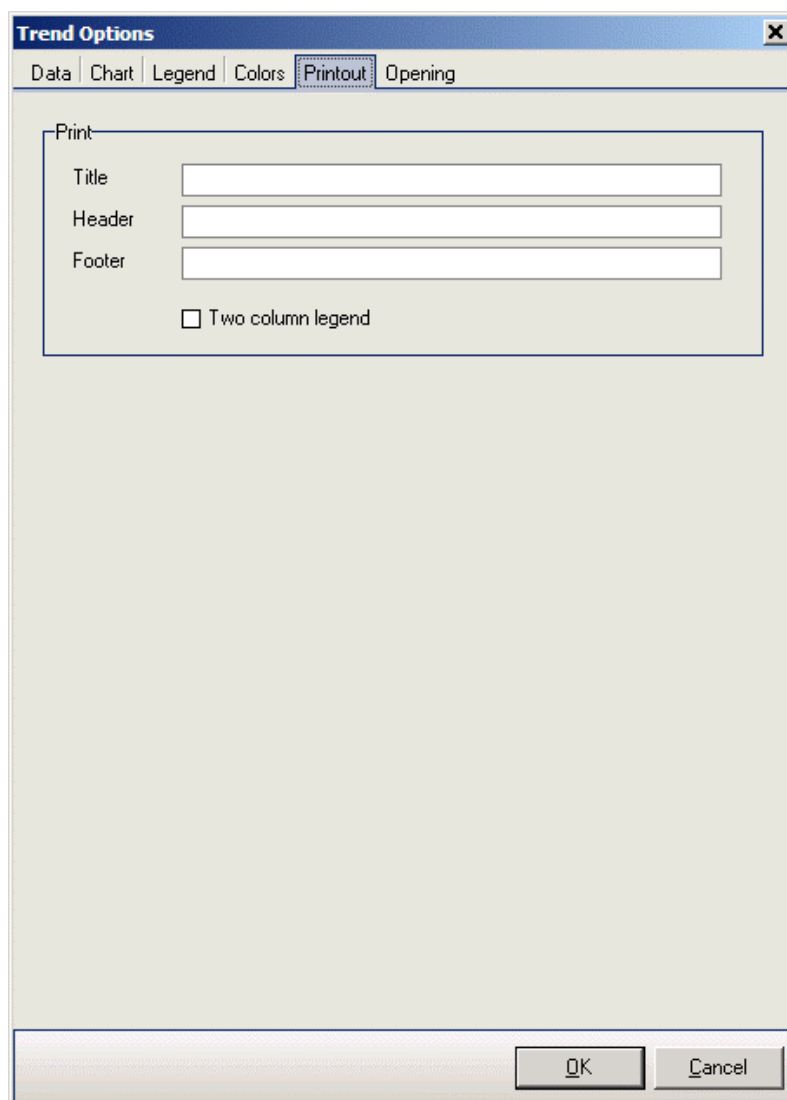 Trend Options
Data Chart Legend Colors Printout Opening
Print
Title
Header
Footer
Two column legend
OK Cancel